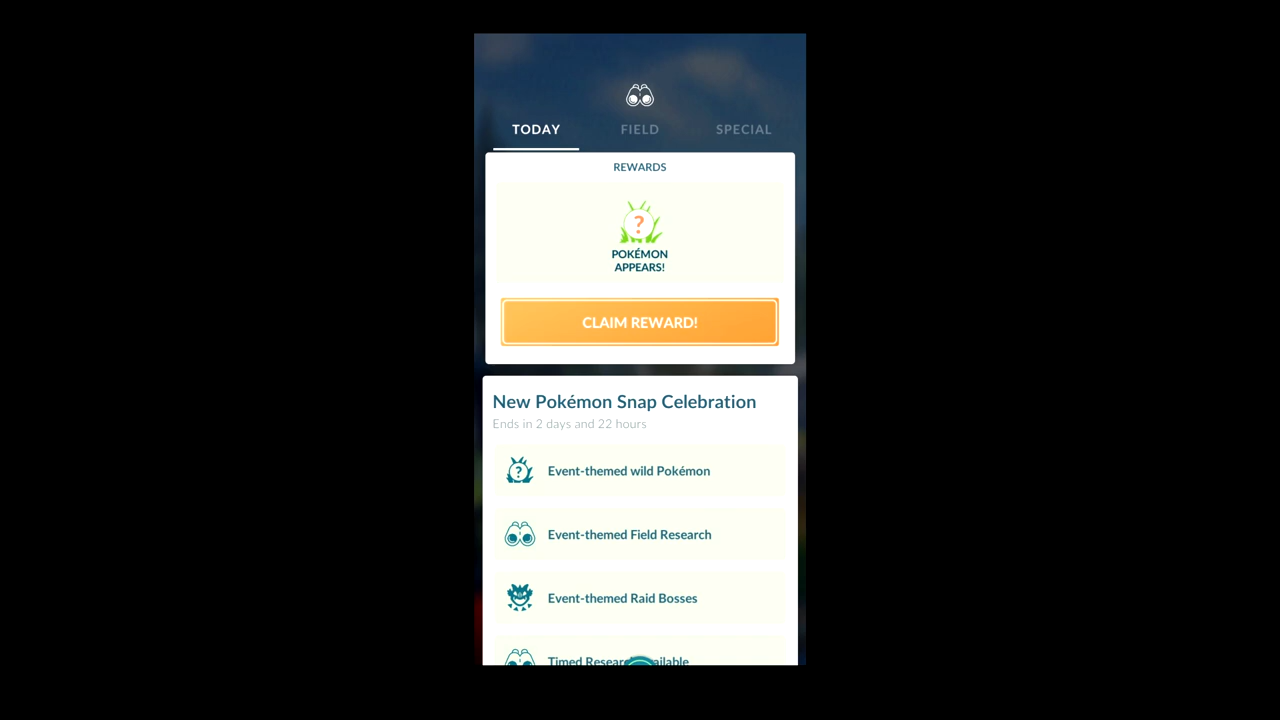 TODAY FIELD SPECIAL
REWARDS
?
POKÉMON
APPEARS!
CLAIM REWARD!
New Pokémon Snap Celebration
Ends in 2 days and 22 hours
? Event-themed wild Pokémon
Event-themed Field Research
Event-themed Raid Bosses
Timed